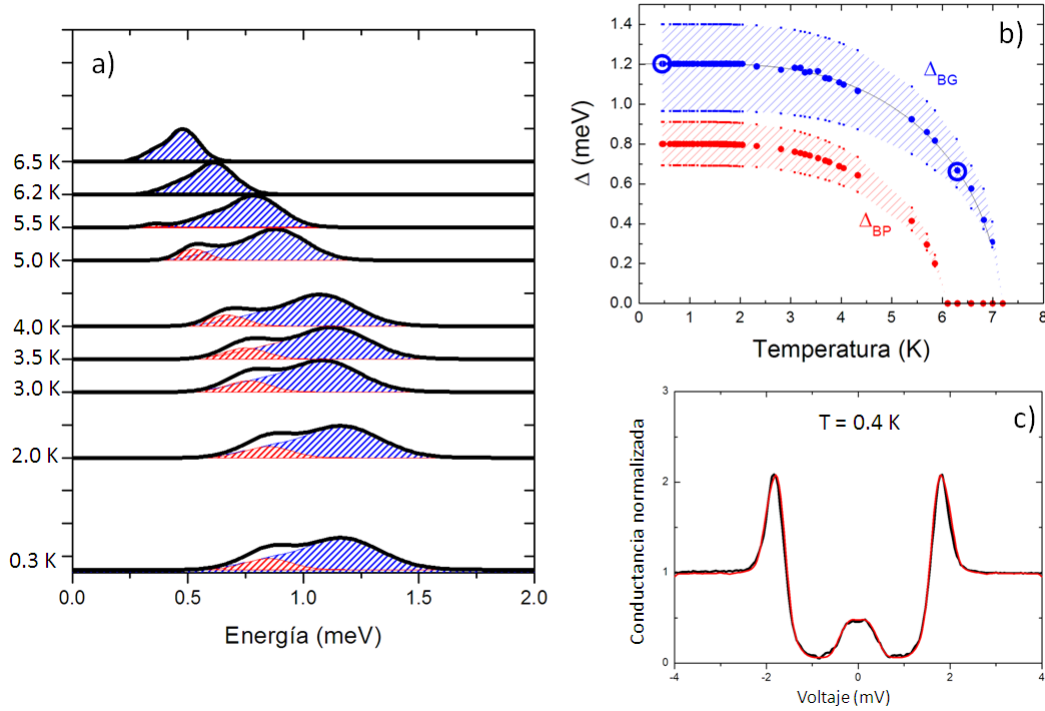 a)
6.5 K
6.2 K
5.5 K
5.0 K
4.0 K
3.5 K
3.0 K
2.0 K
0.3 K
0.0 0.5 1.0 1.5 2.0
Energía (meV)
b)
1.4
1.2
1.0
0.8
0.6
0.4
0.2
0.0
Δ (meV)
Δ_BG
Δ_BP
0 1 2 3 4 5 6 7 8
Temperatura (K)
c)
T = 0.4 K
3
2
1
0
Conductancia normalizada
-4 -2 0 2 4
Voltaje (mV)